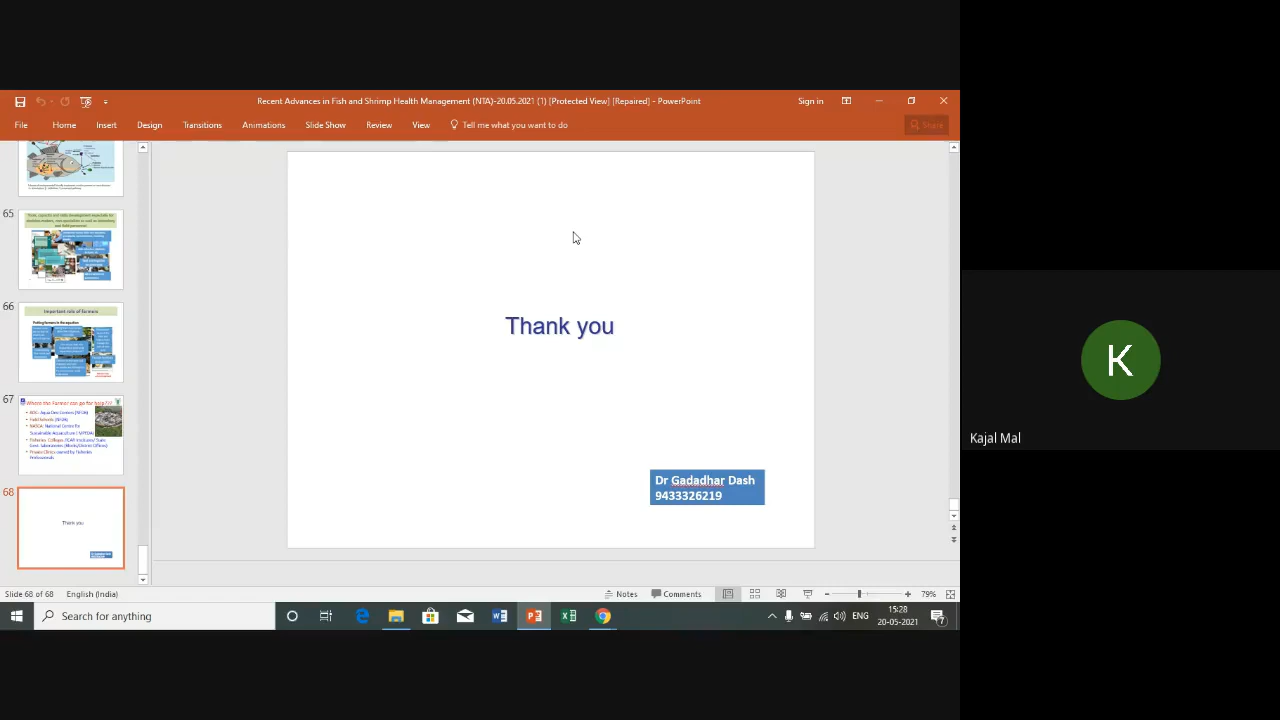 Recent Advances in Fish and Shrimp Health Management (NTA)-20.05.2021 (1) [Protected View] [Repaired] - PowerPoint
Sign in
File Home Insert Design Transitions Animations Slide Show Review View Tell me what you want to do Share
65
66
Important role of farmers
67
Where the Farmer can go for help???
68
Thank you
Thank you
Dr Gadadhar Dash
9433326219
K
Kajal Mal
Slide 68 of 68 English (India) Notes Comments 79%
Search for anything
ENG
15:28
20-05-2021
7